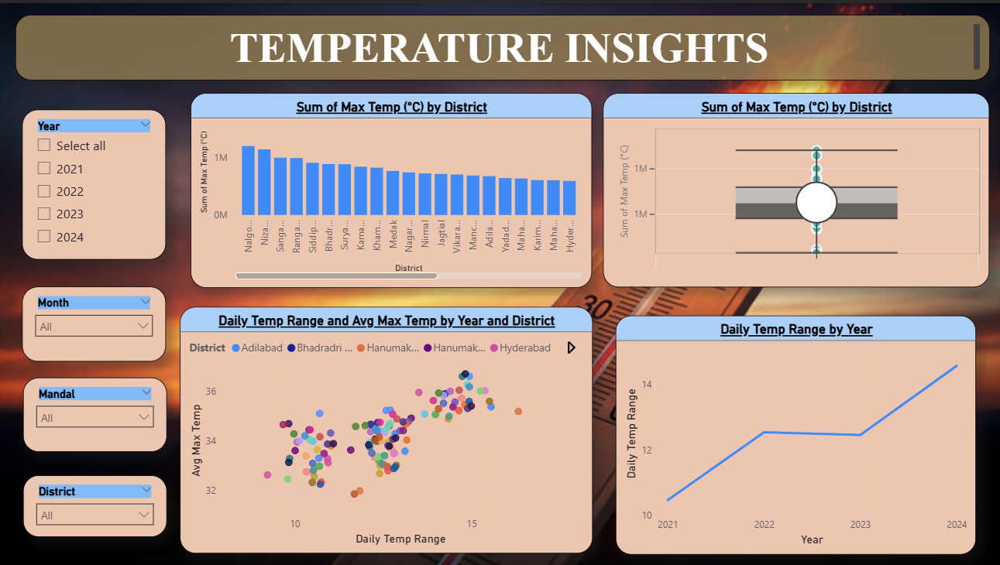 TEMPERATURE INSIGHTS
Year
Select all
2021
2022
2023
2024
Month
All
Mandal
All
District
All
Sum of Max Temp (°C) by District
Sum of Max Temp (°C)
1M
0M
Nalgo...
Niza...
Sanga...
Ranga...
Siddip...
Bhadr...
Surya...
Kama...
Kham...
Medak
Nagar...
Nirmal
Jagtial
Vikara...
Manc...
Adila...
Yadad...
Maha...
Karim...
Maha...
Hyder...
District
Sum of Max Temp (°C) by District
Sum of Max Temp (°C)
1M
1M
Daily Temp Range and Avg Max Temp by Year and District
District Adilabad Bhadradri ... Hanumak... Hanumak... Hyderabad
Avg Max Temp
36
34
32
10 15
Daily Temp Range
Daily Temp Range by Year
Daily Temp Range
14
12
10
2021 2022 2023 2024
Year
30